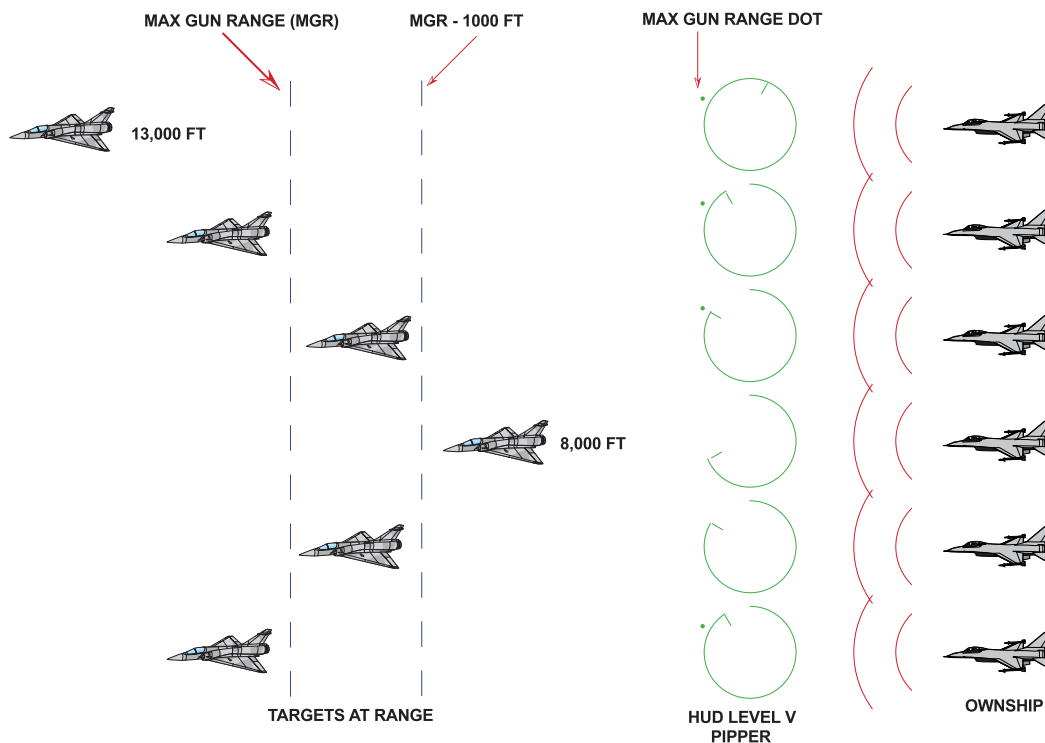 MAX GUN RANGE (MGR)
MGR - 1000 FT
MAX GUN RANGE DOT
13,000 FT
8,000 FT
TARGETS AT RANGE
HUD LEVEL V
PIPPER
OWNSHIP